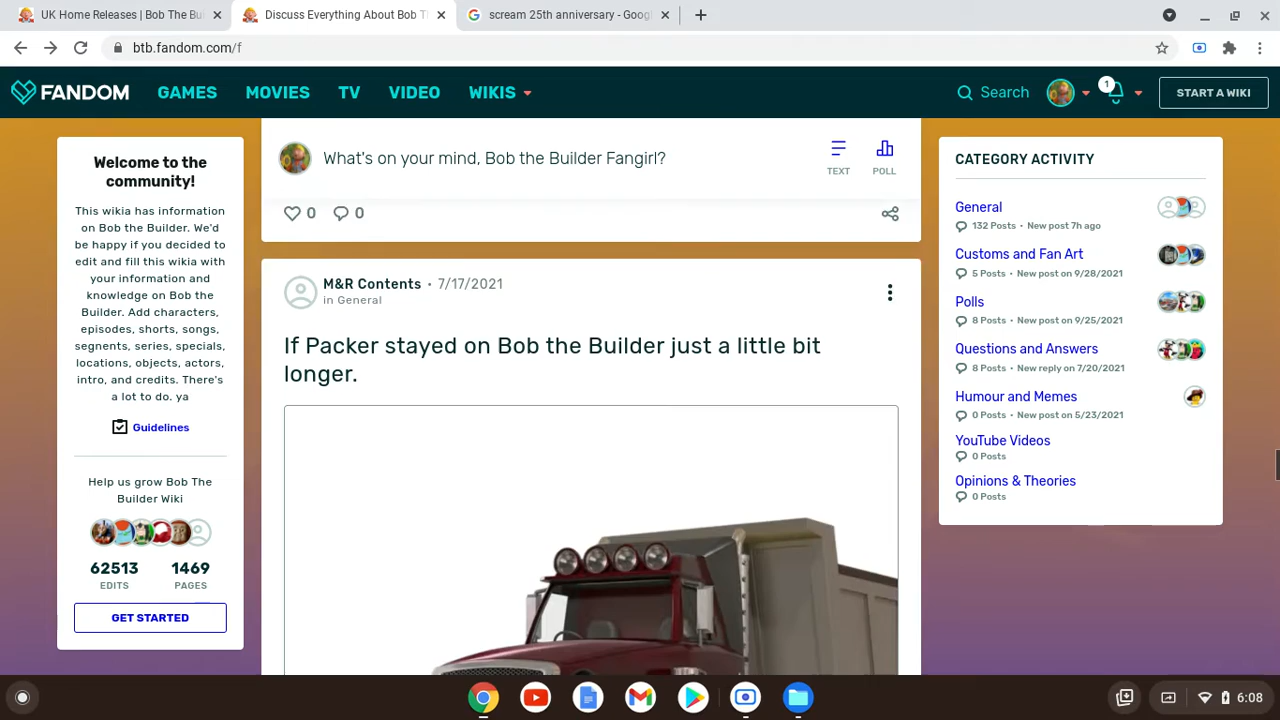 UK Home Releases | Bob The Bu
Discuss Everything About Bob T
scream 25th anniversary - Goog
btb.fandom.com/f
FANDOM
GAMES
MOVIES
TV
VIDEO
WIKIS
Search
1
START A WIKI
Welcome to the
community!
This wikia has information
on Bob the Builder. We'd
be happy if you decided to
edit and fill this wikia with
your information and
knowledge on Bob the
Builder. Add characters,
episodes, shorts, songs,
segnents, series, specials,
locations, objects, actors,
intro, and credits. There's
a lot to do. ya
Guidelines
Help us grow Bob The
Builder Wiki
62513 1469
EDITS PAGES
GET STARTED
What's on your mind, Bob the Builder Fangirl?
TEXT
POLL
0 0
M&R Contents • 7/17/2021
in General
If Packer stayed on Bob the Builder just a little bit
longer.
CATEGORY ACTIVITY
General
132 Posts • New post 7h ago
Customs and Fan Art
5 Posts • New post on 9/28/2021
Polls
8 Posts • New post on 9/25/2021
Questions and Answers
8 Posts • New reply on 7/20/2021
Humour and Memes
0 Posts • New post on 5/23/2021
YouTube Videos
0 Posts
Opinions & Theories
0 Posts
6:08